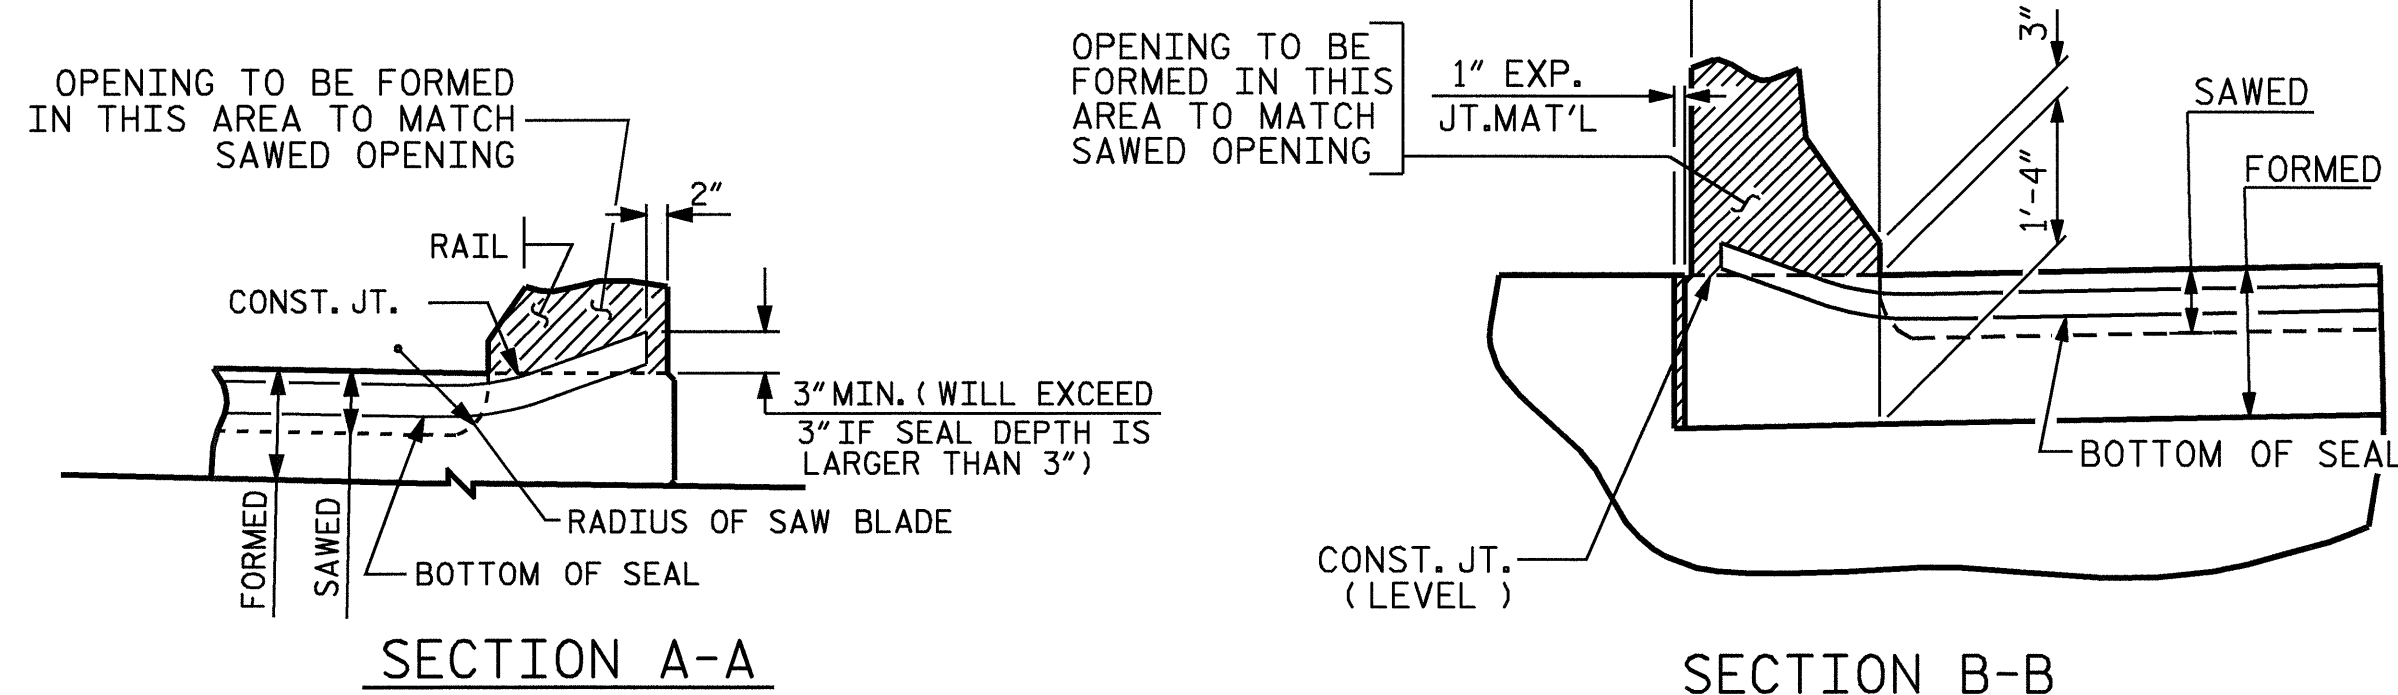 OPENING TO BE FORMED
IN THIS AREA TO MATCH
SAWED OPENING
2"
RAIL
CONST. JT.
3" MIN. ( WILL EXCEED
3" IF SEAL DEPTH IS
LARGER THAN 3")
FORMED
SAWED
RADIUS OF SAW BLADE
BOTTOM OF SEAL
SECTION A-A
OPENING TO BE
FORMED IN THIS
AREA TO MATCH
SAWED OPENING
1" EXP.
JT.MAT'L
3"
1'-4"
SAWED
FORMED
BOTTOM OF SEAL
CONST. JT.
( LEVEL )
SECTION B-B